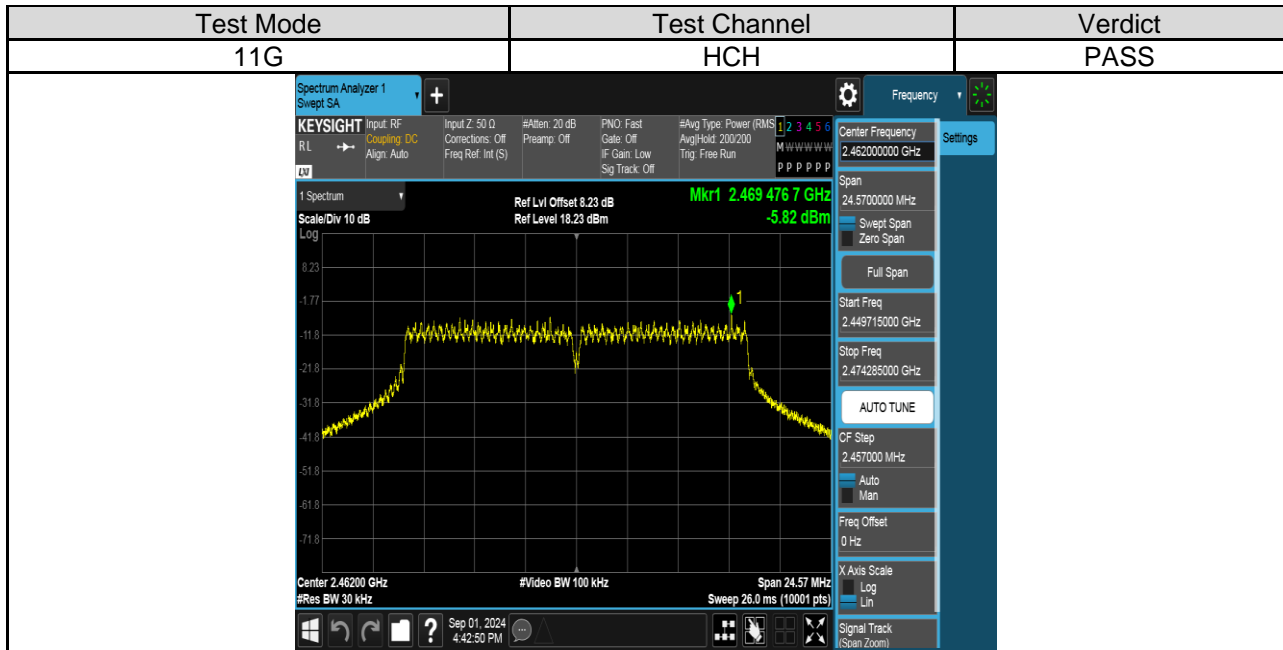 Test Mode Test Channel Verdict
11G HCH PASS
Spectrum Analyzer 1
Swept SA
+
Frequency
KEYSIGHT Input: RF Input Z: 50 Ω #Atten: 20 dB PNO: Fast #Avg Type: Power (RMS 1 2 3 4 5 6
RL Coupling: DC Corrections: Off Preamp: Off Gate: Off Avg|Hold: 200/200 M W W W W W
Align: Auto Freq Ref: Int (S) IF Gain: Low Trig: Free Run
LXI Sig Track: Off P P P P P P
1 Spectrum
Scale/Div 10 dB
Ref Lvl Offset 8.23 dB
Ref Level 18.23 dBm
Mkr1 2.469 476 7 GHz
-5.82 dBm
Log
8.23
-1.77
-11.8
-21.8
-31.8
-41.8
-51.8
-61.8
-71.8
1
Center 2.46200 GHz #Video BW 100 kHz Span 24.57 MHz
#Res BW 30 kHz Sweep 26.0 ms (10001 pts)
Center Frequency
2.462000000 GHz
Settings
Span
24.5700000 MHz
Swept Span
Zero Span
Full Span
Start Freq
2.449715000 GHz
Stop Freq
2.474285000 GHz
AUTO TUNE
CF Step
2.457000 MHz
Auto
Man
Freq Offset
0 Hz
X Axis Scale
Log
Lin
Signal Track
(Span Zoom)
?
Sep 01, 2024
4:42:50 PM